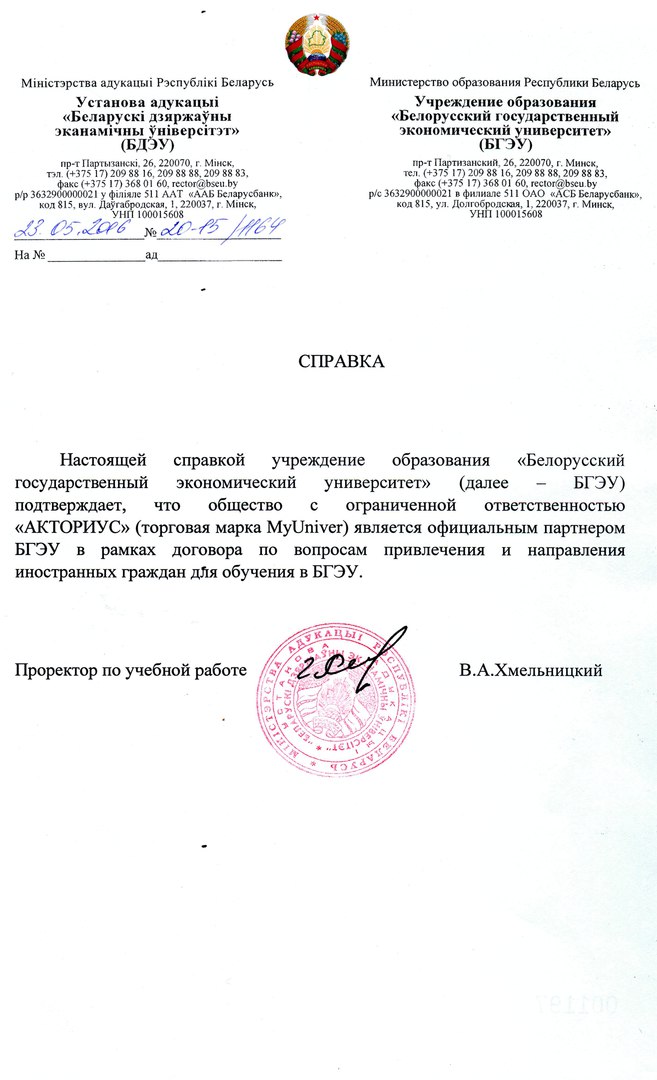 Міністэрства адукацыі Рэспублікі Беларусь
Установа адукацыі
«Беларускі дзяржаўны
эканамічны ўніверсітэт»
(БДЭУ)
пр-т Партызанскі, 26, 220070, г. Мінск,
тэл. (+375 17) 209 88 16, 209 88 88, 209 88 83,
факс (+375 17) 368 01 60, rector@bseu.by
р/р 3632900000021 у філіяле 511 ААТ «ААБ Беларусбанк»,
код 815, вул. Даўгабродская, 1, 220037, г. Мінск,
УНП 100015608
23.05.2016 № 20-15/1164
На № ад
Министерство образования Республики Беларусь
Учреждение образования
«Белорусский государственный
экономический университет»
(БГЭУ)
пр-т Партизанский, 26, 220070, г. Минск,
тел. (+375 17) 209 88 16, 209 88 88, 209 88 83,
факс (+375 17) 368 01 60, rector@bseu.by
р/с 3632900000021 в филиале 511 ОАО «АСБ Беларусбанк»,
код 815, ул. Долгобродская, 1, 220037, г. Минск,
УНП 100015608
СПРАВКА
Настоящей справкой учреждение образования «Белорусский
государственный экономический университет» (далее – БГЭУ)
подтверждает, что общество с ограниченной ответственностью
«АКТОРИУС» (торговая марка MyUniver) является официальным партнером
БГЭУ в рамках договора по вопросам привлечения и направления
иностранных граждан для обучения в БГЭУ.
Проректор по учебной работе
В.А.Хмельницкий
МІНІСТЭРСТВА АДУКАЦЫІ РЭСПУБЛІКІ БЕЛАРУСЬ
УСТАНОВА АДУКАЦЫІ
"БЕЛАРУСКІ ДЗЯРЖАЎНЫ ЭКАНАМІЧНЫ УНІВЕРСІТЭТ"